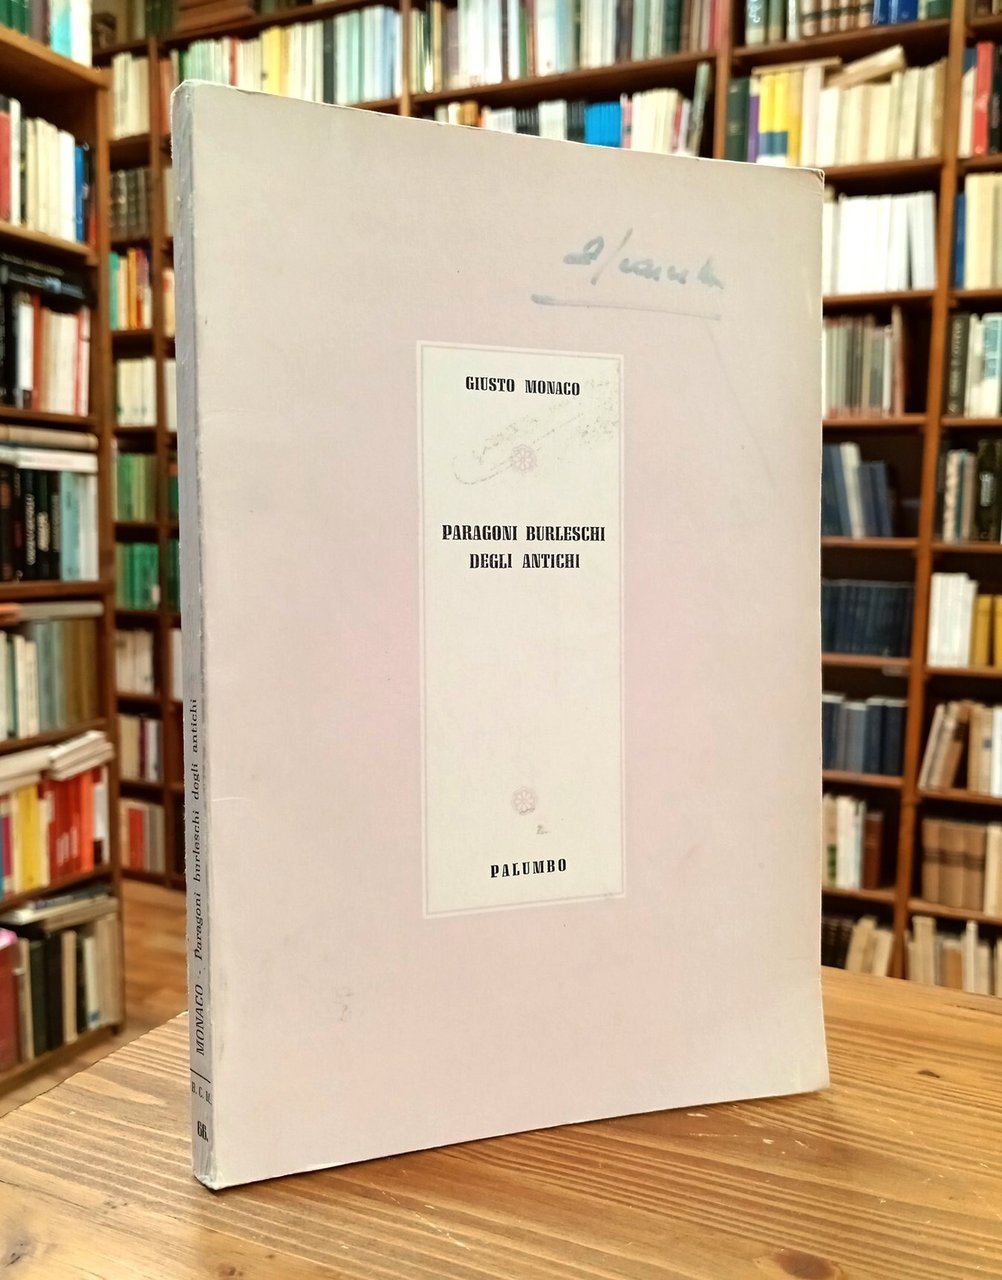 GIUSTO MONACO
PARAGONI BURLESCHI
DEGLI ANTICHI
PALUMBO
MONACO - Paragoni burleschi degli antichi
66.